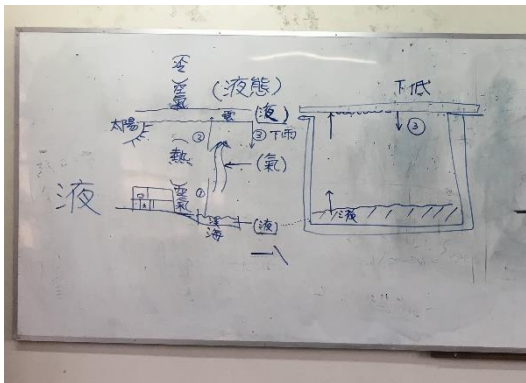 冷空氣
(液態)
雲
(液)
太陽
②
③下雨
熱空氣
(氣)
①
液
海
(液)
下低
③
液